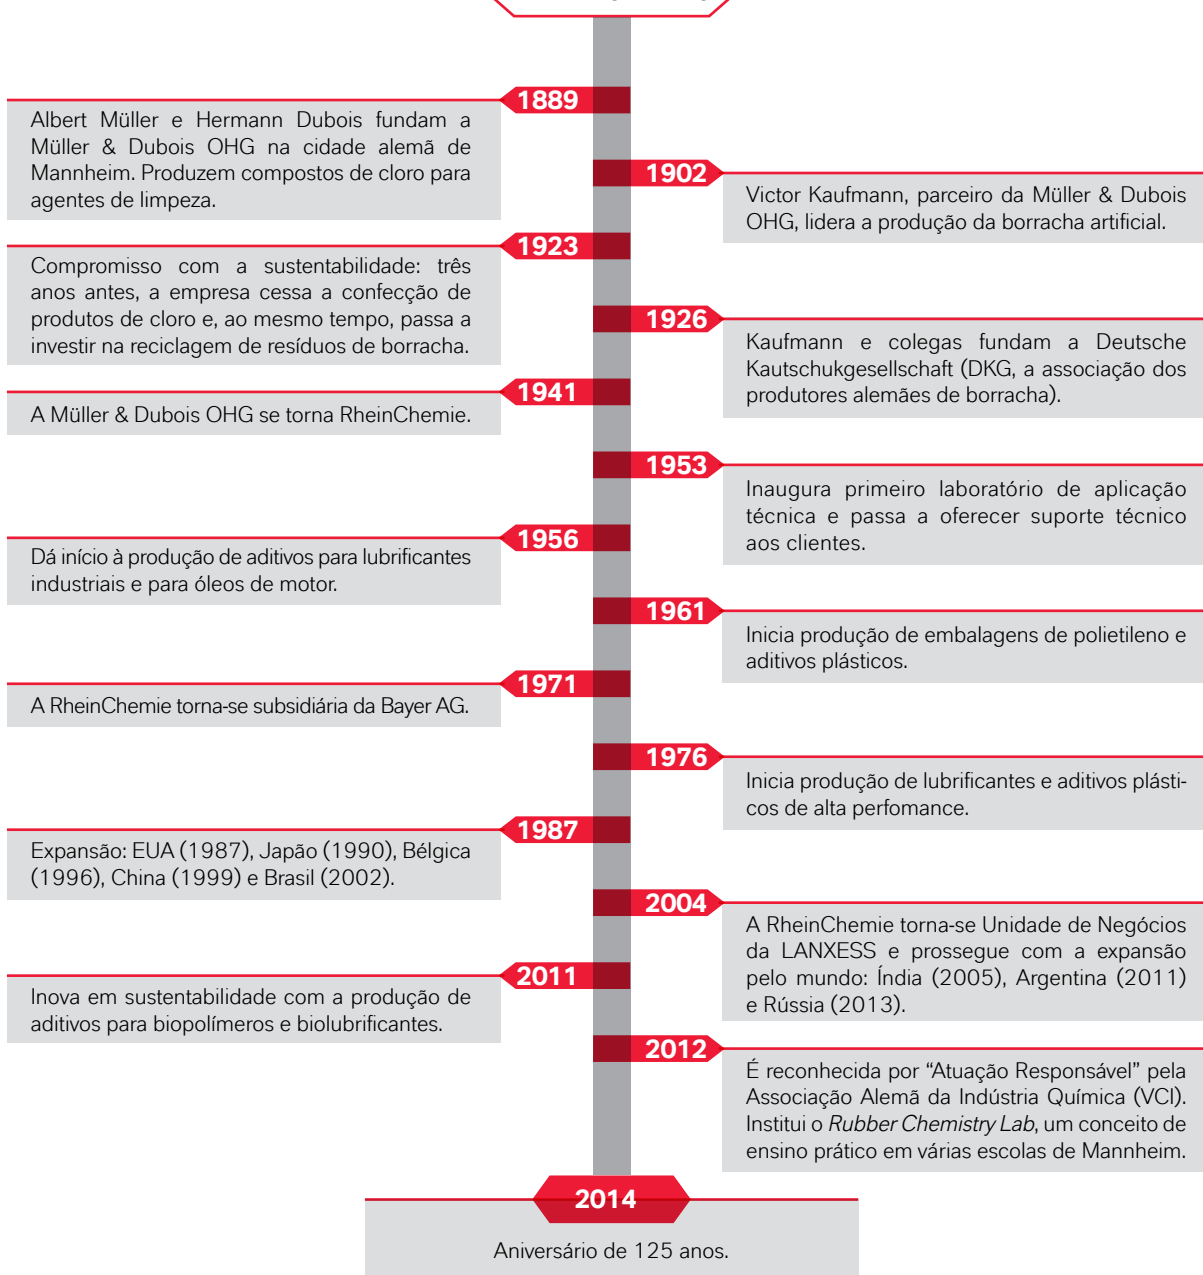 1889
Albert Müller e Hermann Dubois fundam a
Müller & Dubois OHG na cidade alemã de
Mannheim. Produzem compostos de cloro para
agentes de limpeza.
1902
Victor Kaufmann, parceiro da Müller & Dubois
OHG, lidera a produção da borracha artificial.
1923
Compromisso com a sustentabilidade: três
anos antes, a empresa cessa a confecção de
produtos de cloro e, ao mesmo tempo, passa a
investir na reciclagem de resíduos de borracha.
1926
Kaufmann e colegas fundam a Deutsche
Kautschukgesellschaft (DKG, a associação dos
produtores alemães de borracha).
1941
A Müller & Dubois OHG se torna RheinChemie.
1953
Inaugura primeiro laboratório de aplicação
técnica e passa a oferecer suporte técnico
aos clientes.
1956
Dá início à produção de aditivos para lubrificantes
industriais e para óleos de motor.
1961
Inicia produção de embalagens de polietileno e
aditivos plásticos.
1971
A RheinChemie torna-se subsidiária da Bayer AG.
1976
Inicia produção de lubrificantes e aditivos plásti-
cos de alta perfomance.
1987
Expansão: EUA (1987), Japão (1990), Bélgica
(1996), China (1999) e Brasil (2002).
2004
A RheinChemie torna-se Unidade de Negócios
da LANXESS e prossegue com a expansão
pelo mundo: Índia (2005), Argentina (2011)
e Rússia (2013).
2011
Inova em sustentabilidade com a produção de
aditivos para biopolímeros e biolubrificantes.
2012
É reconhecida por “Atuação Responsável” pela
Associação Alemã da Indústria Química (VCI).
Institui o Rubber Chemistry Lab, um conceito de
ensino prático em várias escolas de Mannheim.
2014
Aniversário de 125 anos.